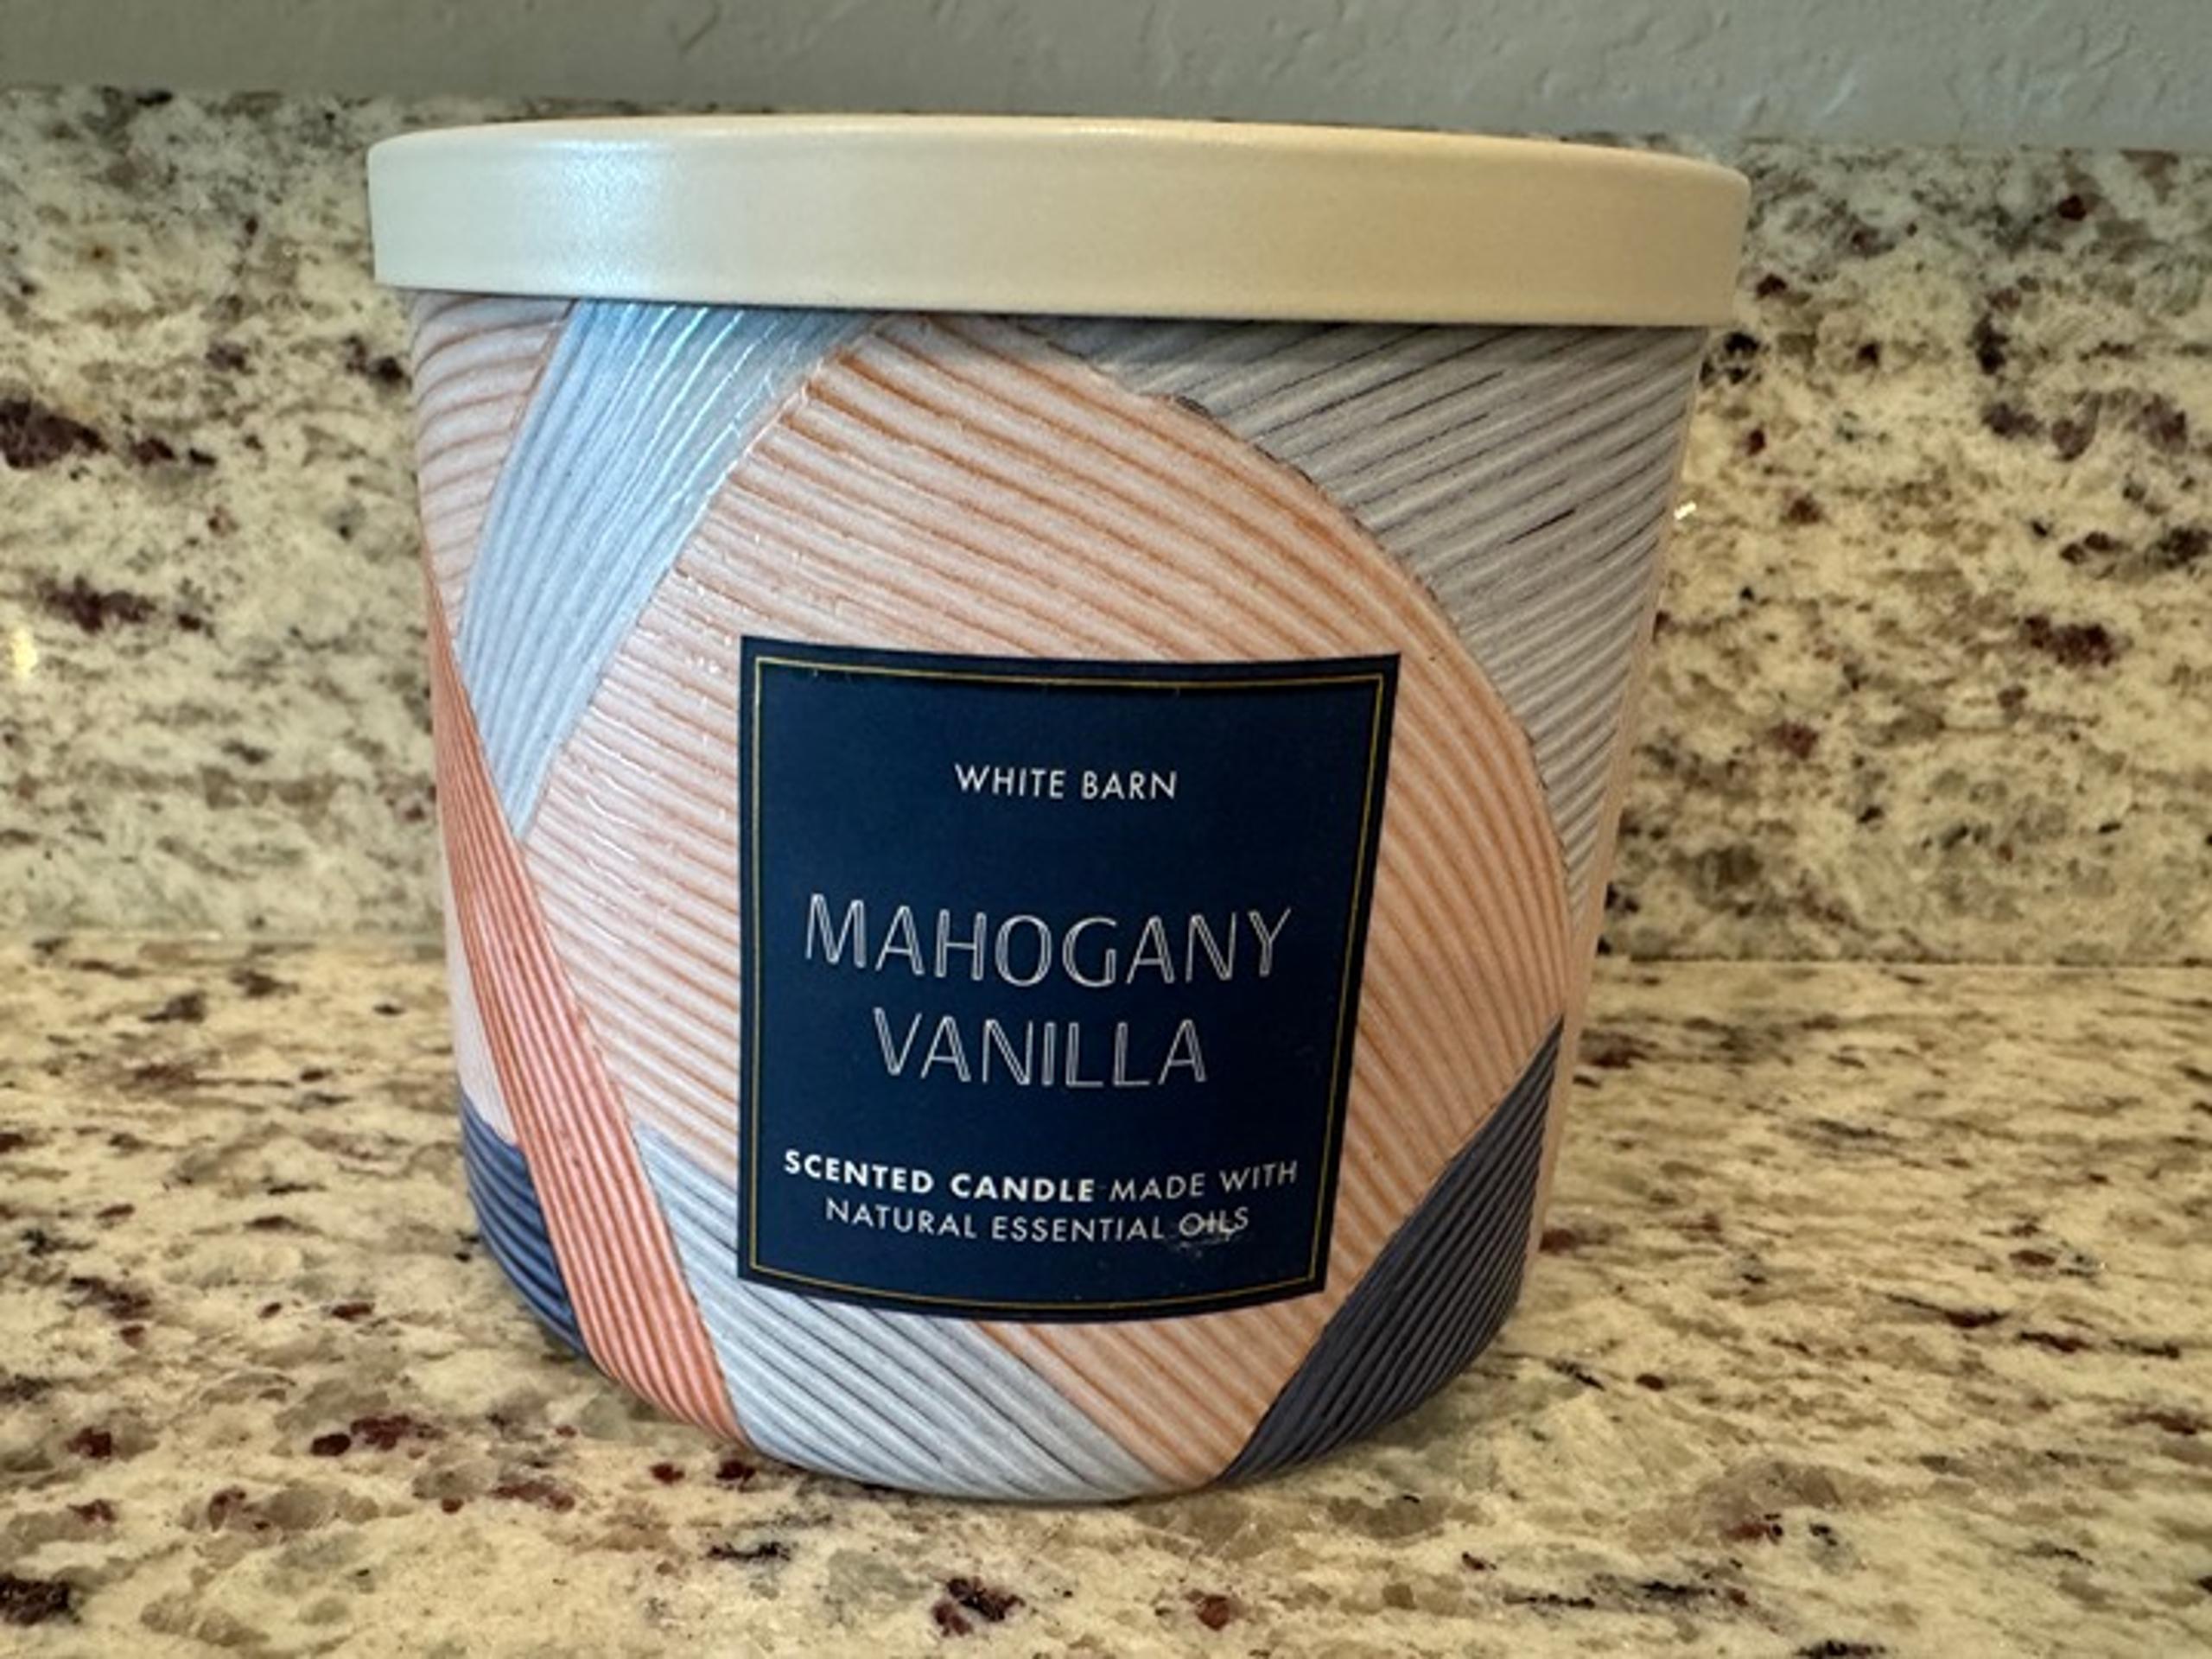 WHITE BARN
MAHOGANY
VANILLA
SCENTED CANDLE MADE WITH
NATURAL ESSENTIAL OILS